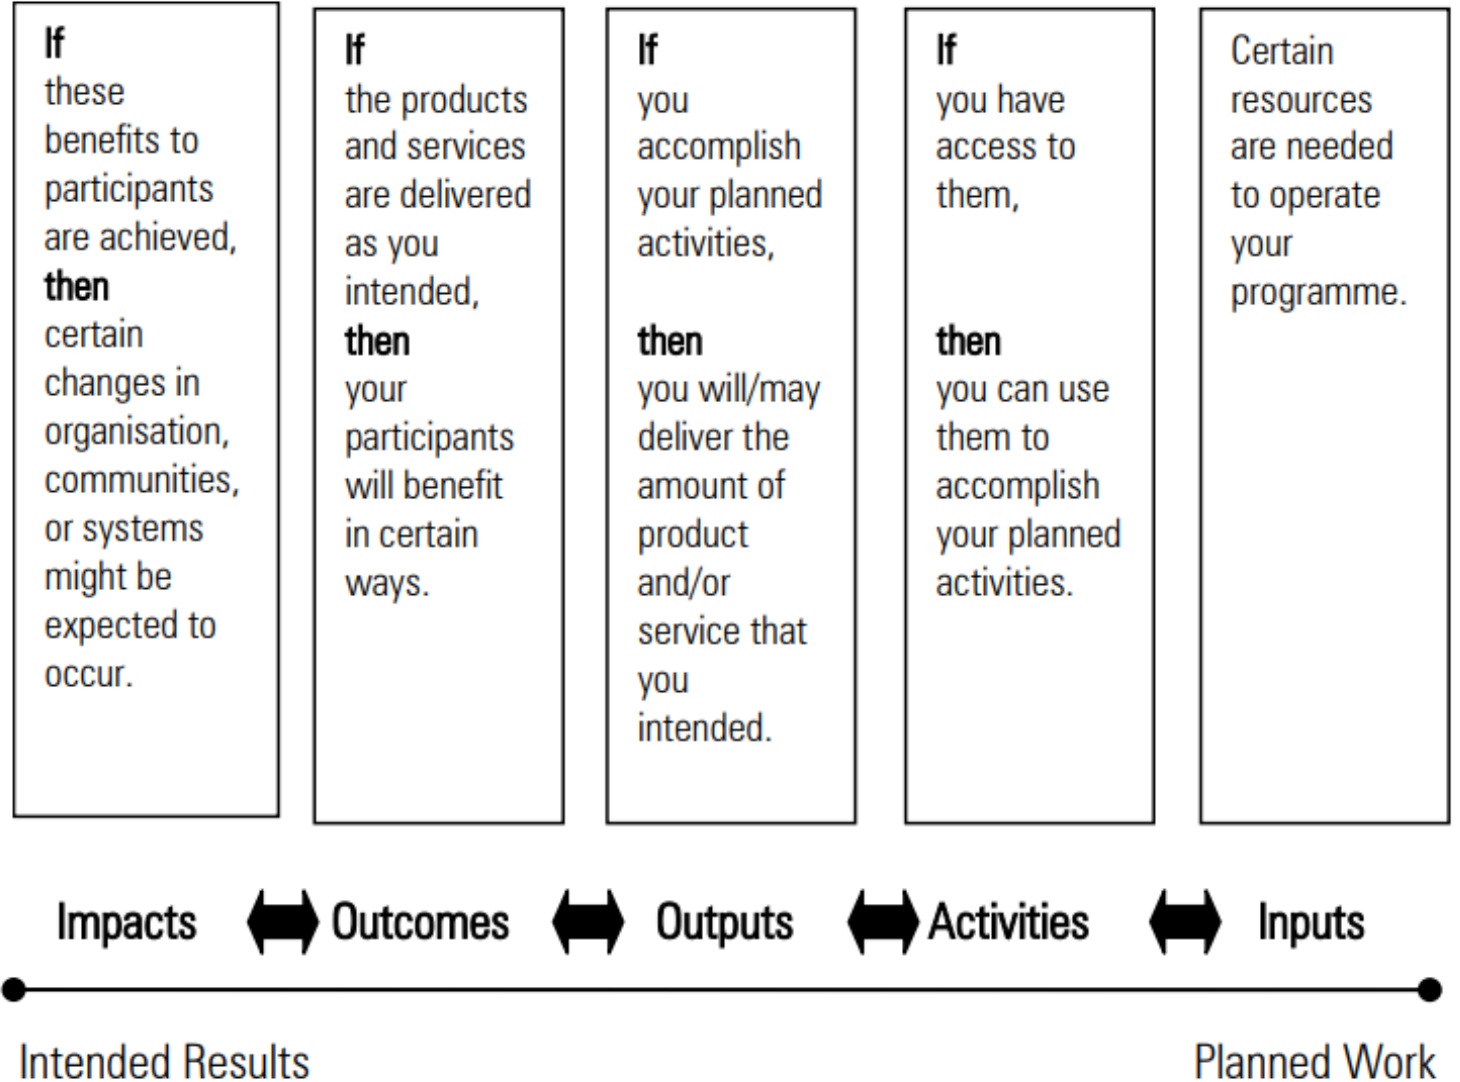 If
these
benefits to
participants
are achieved,
then
certain
changes in
organisation,
communities,
or systems
might be
expected to
occur.
If
the products
and services
are delivered
as you
intended,
then
your
participants
will benefit
in certain
ways.
If
you
accomplish
your planned
activities,
then
you will/may
deliver the
amount of
product
and/or
service that
you
intended.
If
you have
access to
them,
then
you can use
them to
accomplish
your planned
activities.
Certain
resources
are needed
to operate
your
programme.
Impacts Outcomes Outputs Activities Inputs
Intended Results Planned Work